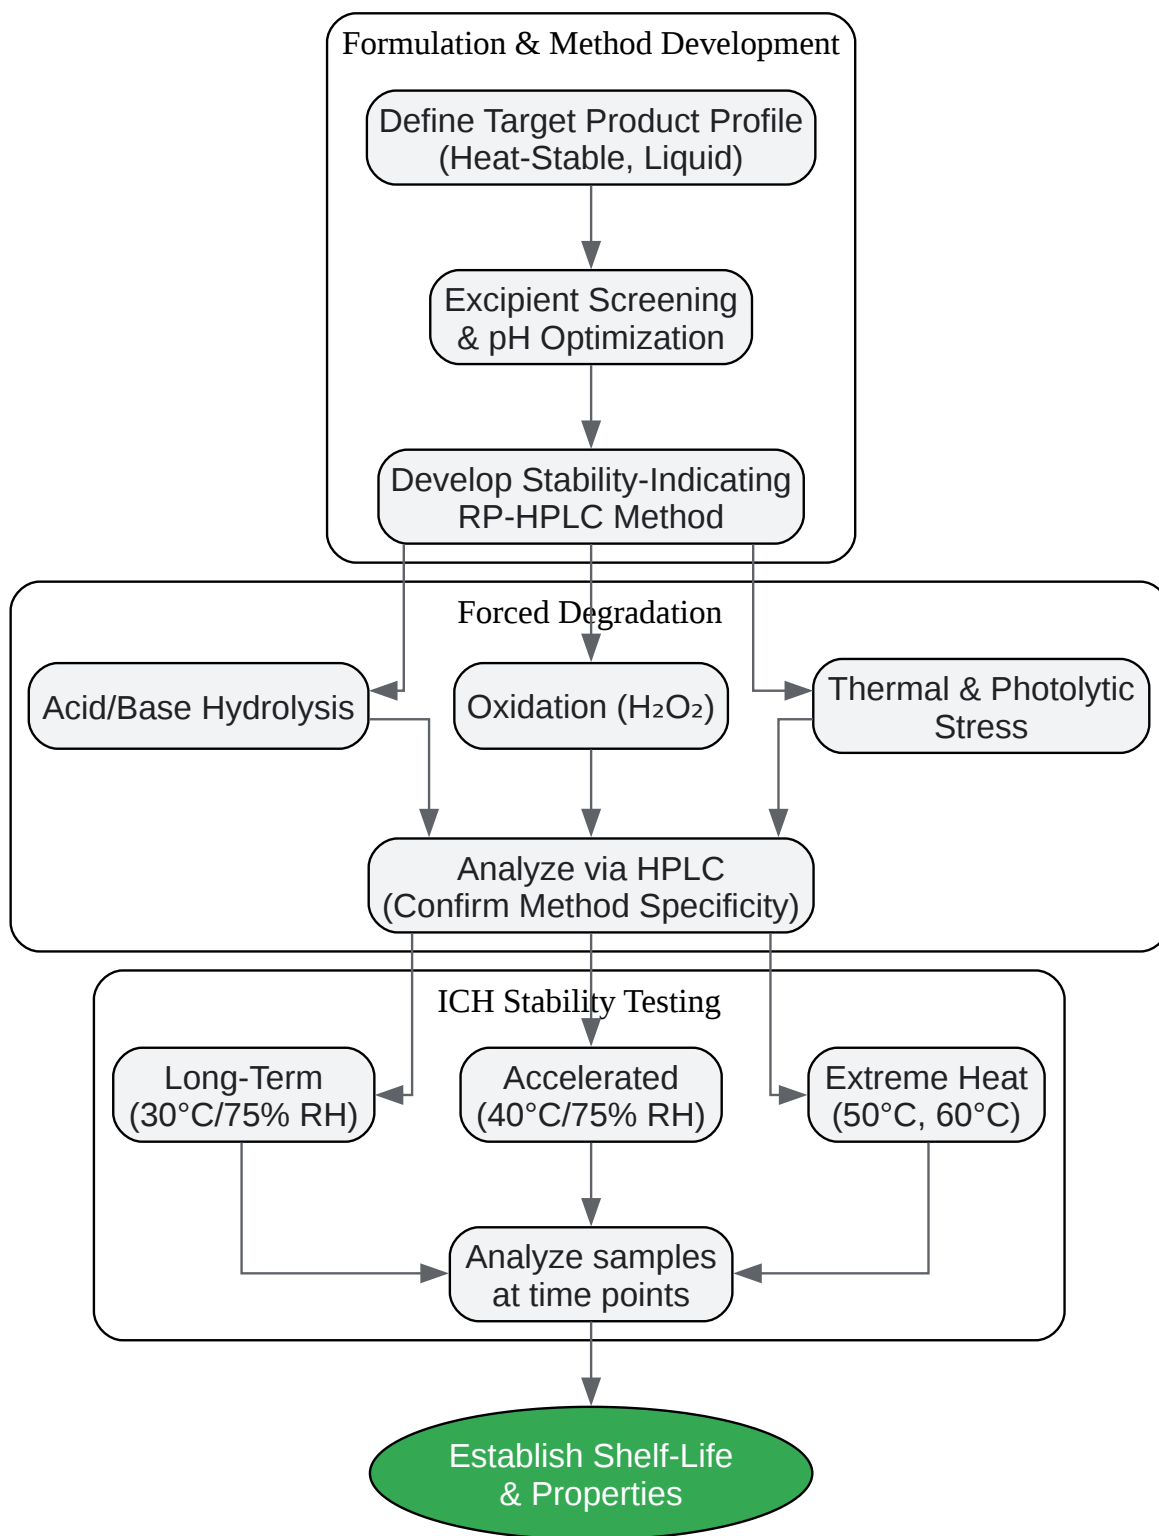 Formulation & Method Development
Define Target Product Profile
(Heat-Stable, Liquid)
Excipient Screening
& pH Optimization
Develop Stability-Indicating
RP-HPLC Method
Forced Degradation
Acid/Base Hydrolysis
Oxidation (H₂O₂)
Thermal & Photolytic
Stress
Analyze via HPLC
(Confirm Method Specificity)
ICH Stability Testing
Long-Term
(30°C/75% RH)
Accelerated
(40°C/75% RH)
Extreme Heat
(50°C, 60°C)
Analyze samples
at time points
Establish Shelf-Life
& Properties